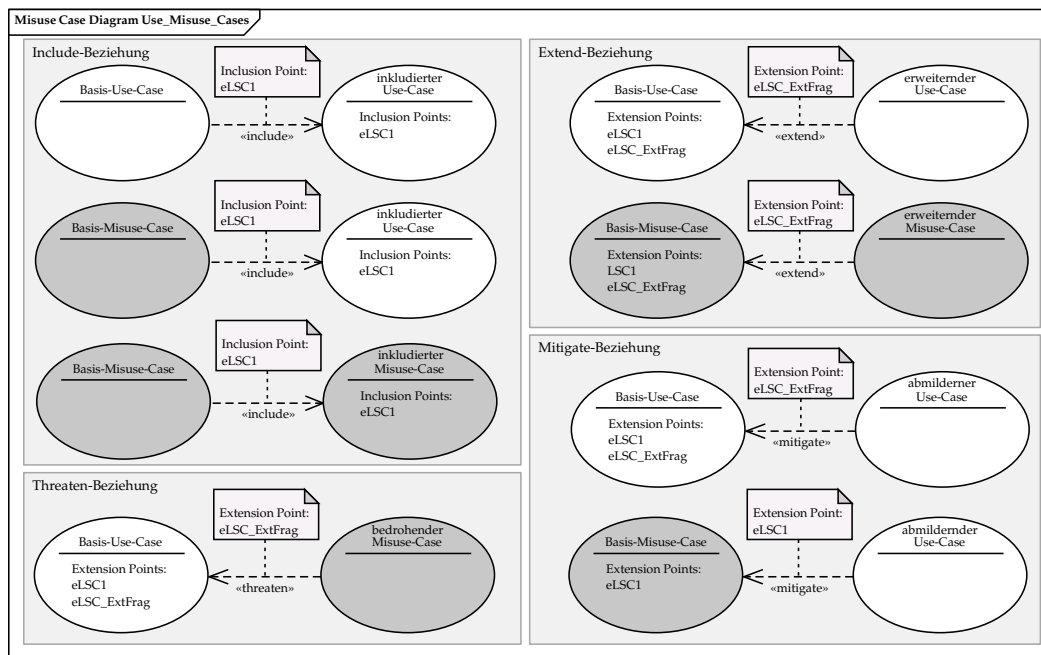 Misuse Case Diagram Use_Misuse_Cases
Include-Beziehung
Basis-Use-Case
Inclusion Point:
eLSC1
«include»
inkludierter
Use-Case
Inclusion Points:
eLSC1
Basis-Misuse-Case
Inclusion Point:
eLSC1
«include»
inkludierter
Use-Case
Inclusion Points:
eLSC1
Basis-Misuse-Case
Inclusion Point:
eLSC1
«include»
inkludierter
Misuse-Case
Inclusion Points:
eLSC1
Threaten-Beziehung
Basis-Use-Case
Extension Points:
eLSC1
eLSC_ExtFrag
Extension Point:
eLSC_ExtFrag
«threaten»
bedrohender
Misuse-Case
Extend-Beziehung
Basis-Use-Case
Extension Points:
eLSC1
eLSC_ExtFrag
Extension Point:
eLSC_ExtFrag
«extend»
erweiternder
Use-Case
Basis-Misuse-Case
Extension Points:
LSC1
eLSC_ExtFrag
Extension Point:
eLSC_ExtFrag
«extend»
erweiternder
Misuse-Case
Mitigate-Beziehung
Basis-Use-Case
Extension Points:
eLSC1
eLSC_ExtFrag
Extension Point:
eLSC_ExtFrag
«mitigate»
abmilderner
Use-Case
Basis-Misuse-Case
Extension Points:
eLSC1
Extension Point:
eLSC1
«mitigate»
abmildernder
Use-Case